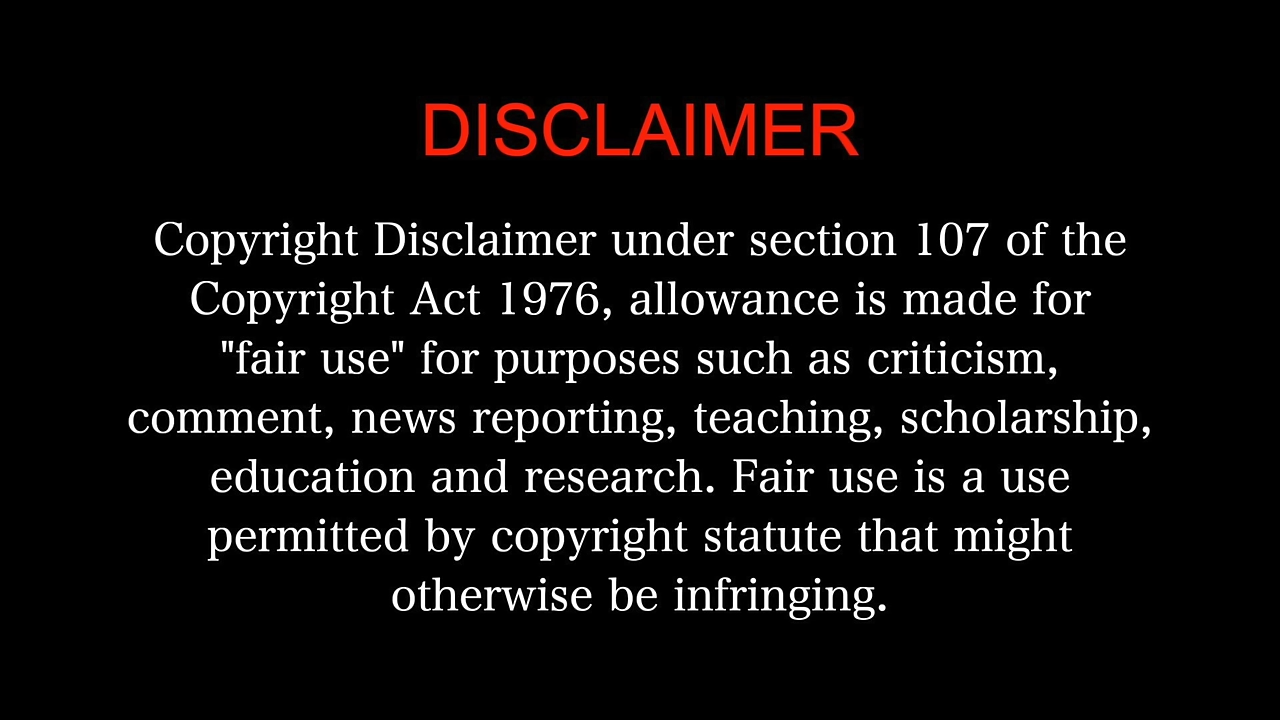 DISCLAIMER
Copyright Disclaimer under section 107 of the
Copyright Act 1976, allowance is made for
"fair use" for purposes such as criticism,
comment, news reporting, teaching, scholarship,
education and research. Fair use is a use
permitted by copyright statute that might
otherwise be infringing.